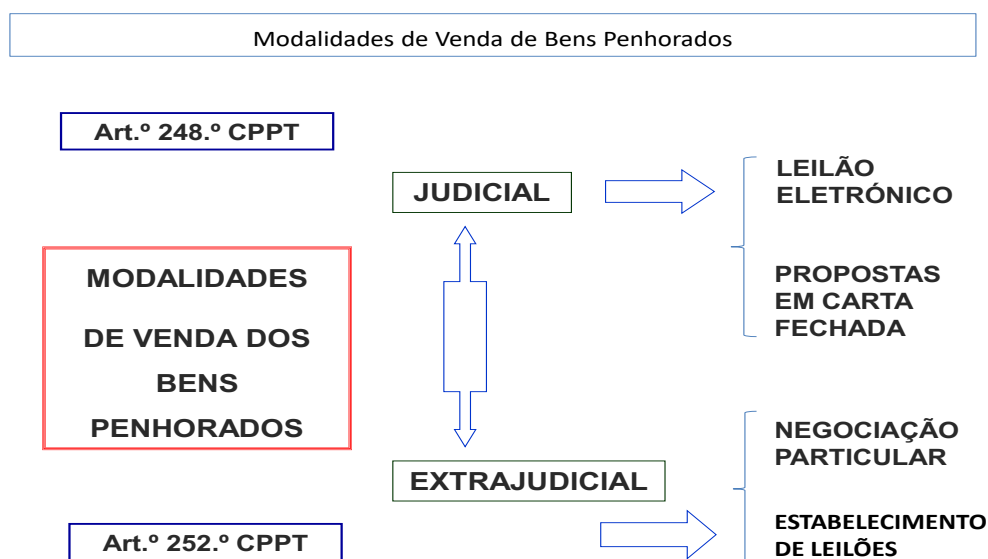 Modalidades de Venda de Bens Penhorados
Art.º 248.º CPPT
JUDICIAL
LEILÃO
ELETRÓNICO
PROPOSTAS
EM CARTA
FECHADA
MODALIDADES
DE VENDA DOS
BENS
PENHORADOS
EXTRAJUDICIAL
NEGOCIAÇÃO
PARTICULAR
ESTABELECIMENTO
DE LEILÕES
Art.º 252.º CPPT